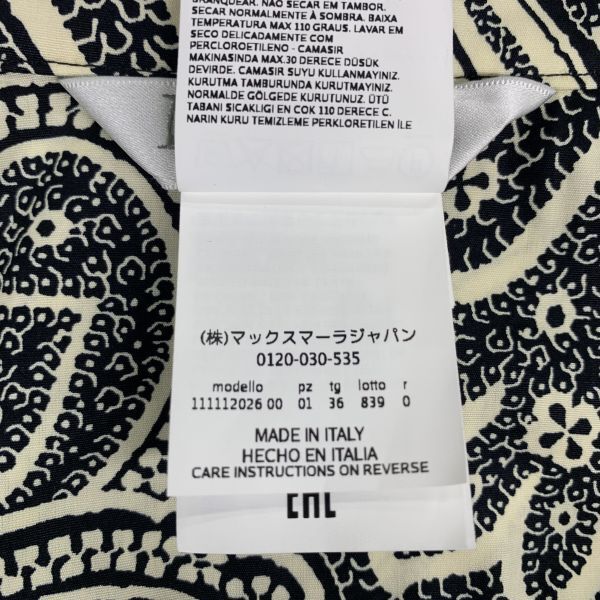 BRANQUEAR. NÃO SECAR EM TAMBOR.
SECAR NORMALMENTE À SOMBRA. BAIXA
TEMPERATURA MAX 110 GRAUS. LAVAR EM
SECO DELICADAMENTE COM
PERCLOROETILENO - CAMASIR
MAKINASINDA MAX.30 DERECE DÜSÜK
DEVIRDE. CAMASIR SUYU KULLANMAYINIZ.
KURUTMA TAMBURUNDA KURUTMAYINIZ.
NORMALDE GÖLGEDE KURUTUNUZ. ÜTÜ
TABANI SICAKLIGI EN COK 110 DERECE C.
NARIN KURU TEMIZLEME PERKLORETILEN ILE
(株)マックスマーラジャパン
0120-030-535
modello pz tg lotto r
111112026 00 01 36 839 0
MADE IN ITALY
HECHO EN ITALIA
CARE INSTRUCTIONS ON REVERSE